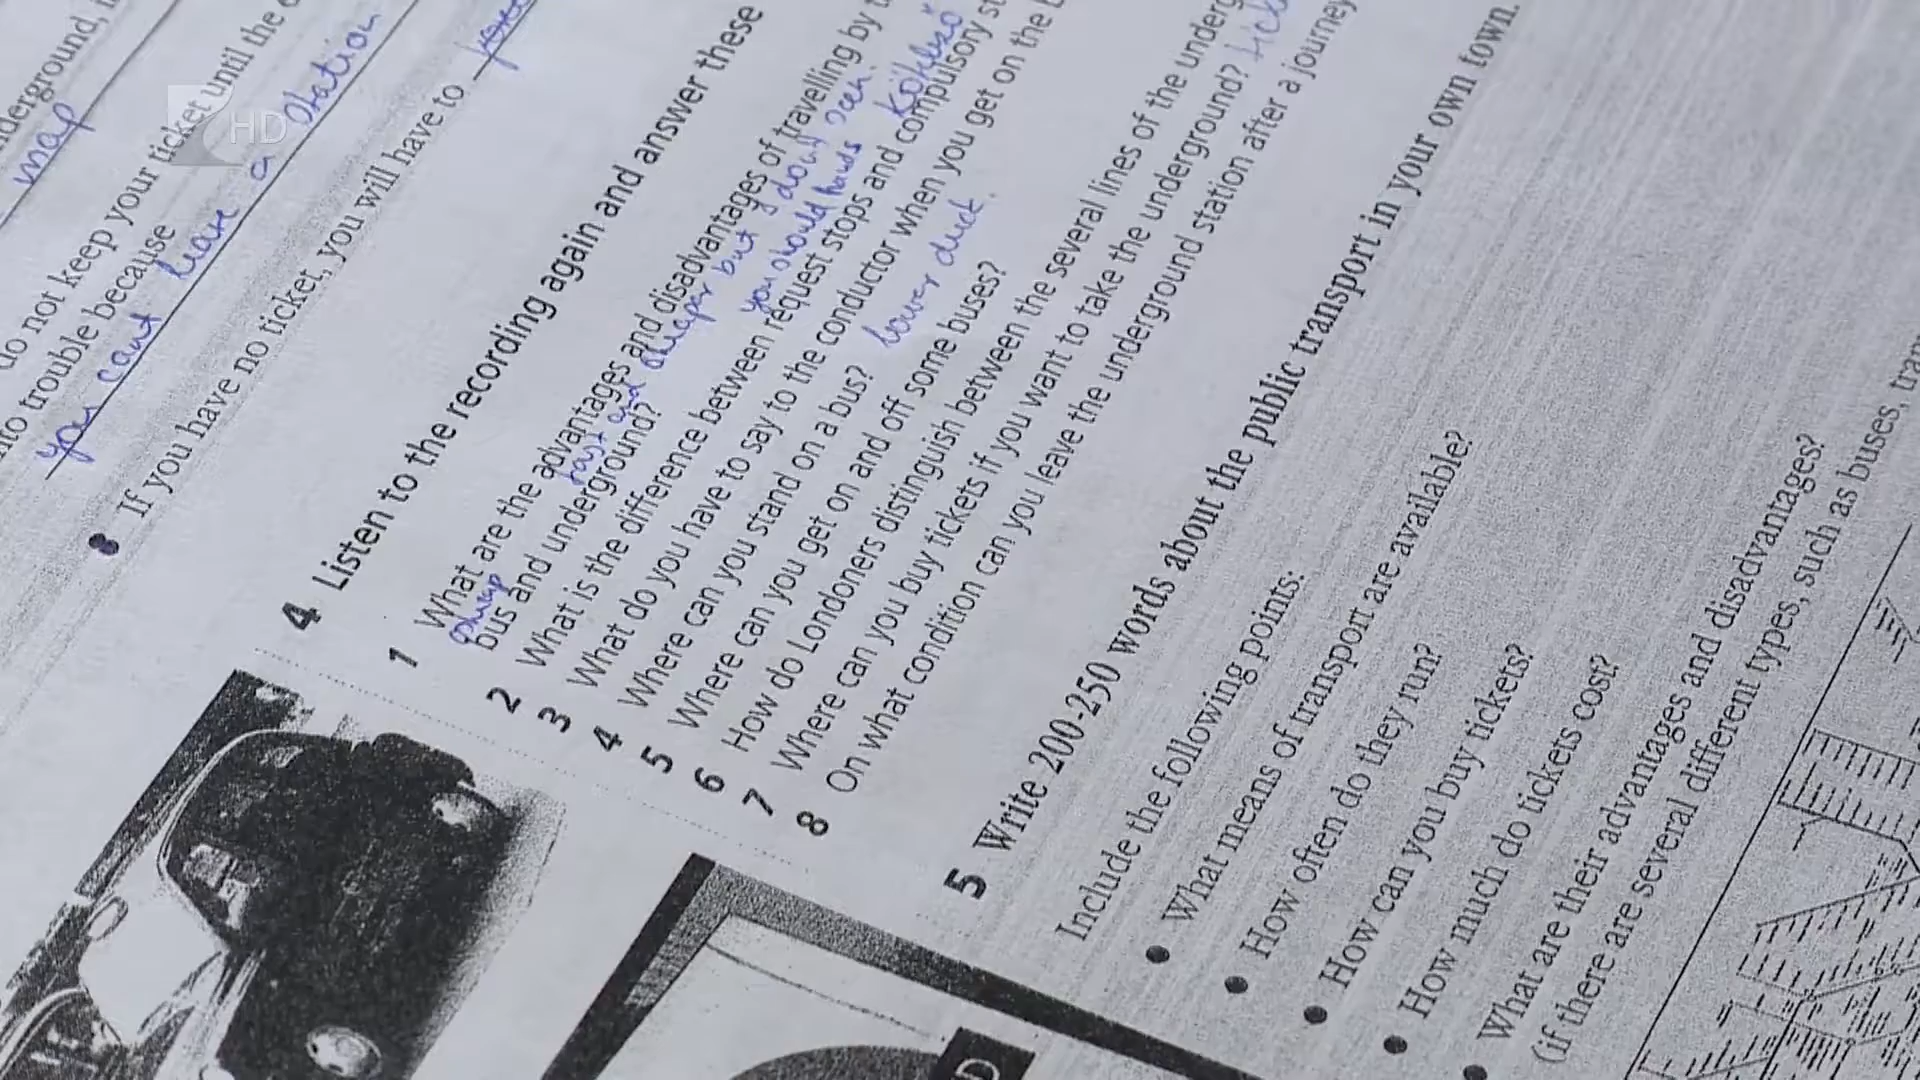 nderground,
map
do not keep your ticket until the
nto trouble because
you cant leave a station
8 If you have no ticket, you will have to
HD
4 Listen to the recording again and answer these
1 What are the advantages and disadvantages of travelling by
cheap fast and cheaper but
bus and underground?
you should
2 What is the difference between request stops and compulsory
3 What do you have to say to the conductor when you get on the
4 Where can you stand on a bus? lower deck.
5 Where can you get on and off some buses?
6 How do Londoners distinguish between the several lines of the underg
7 Where can you buy tickets if you want to take the underground?
8 On what condition can you leave the underground station after a journey
5 Write 200-250 words about the public transport in your own town.
Include the following points:
• What means of transport are available?
• How often do they run?
• How can you buy tickets?
• How much do tickets cost?
• What are their advantages and disadvantages?
(if there are several different types, such as buses,